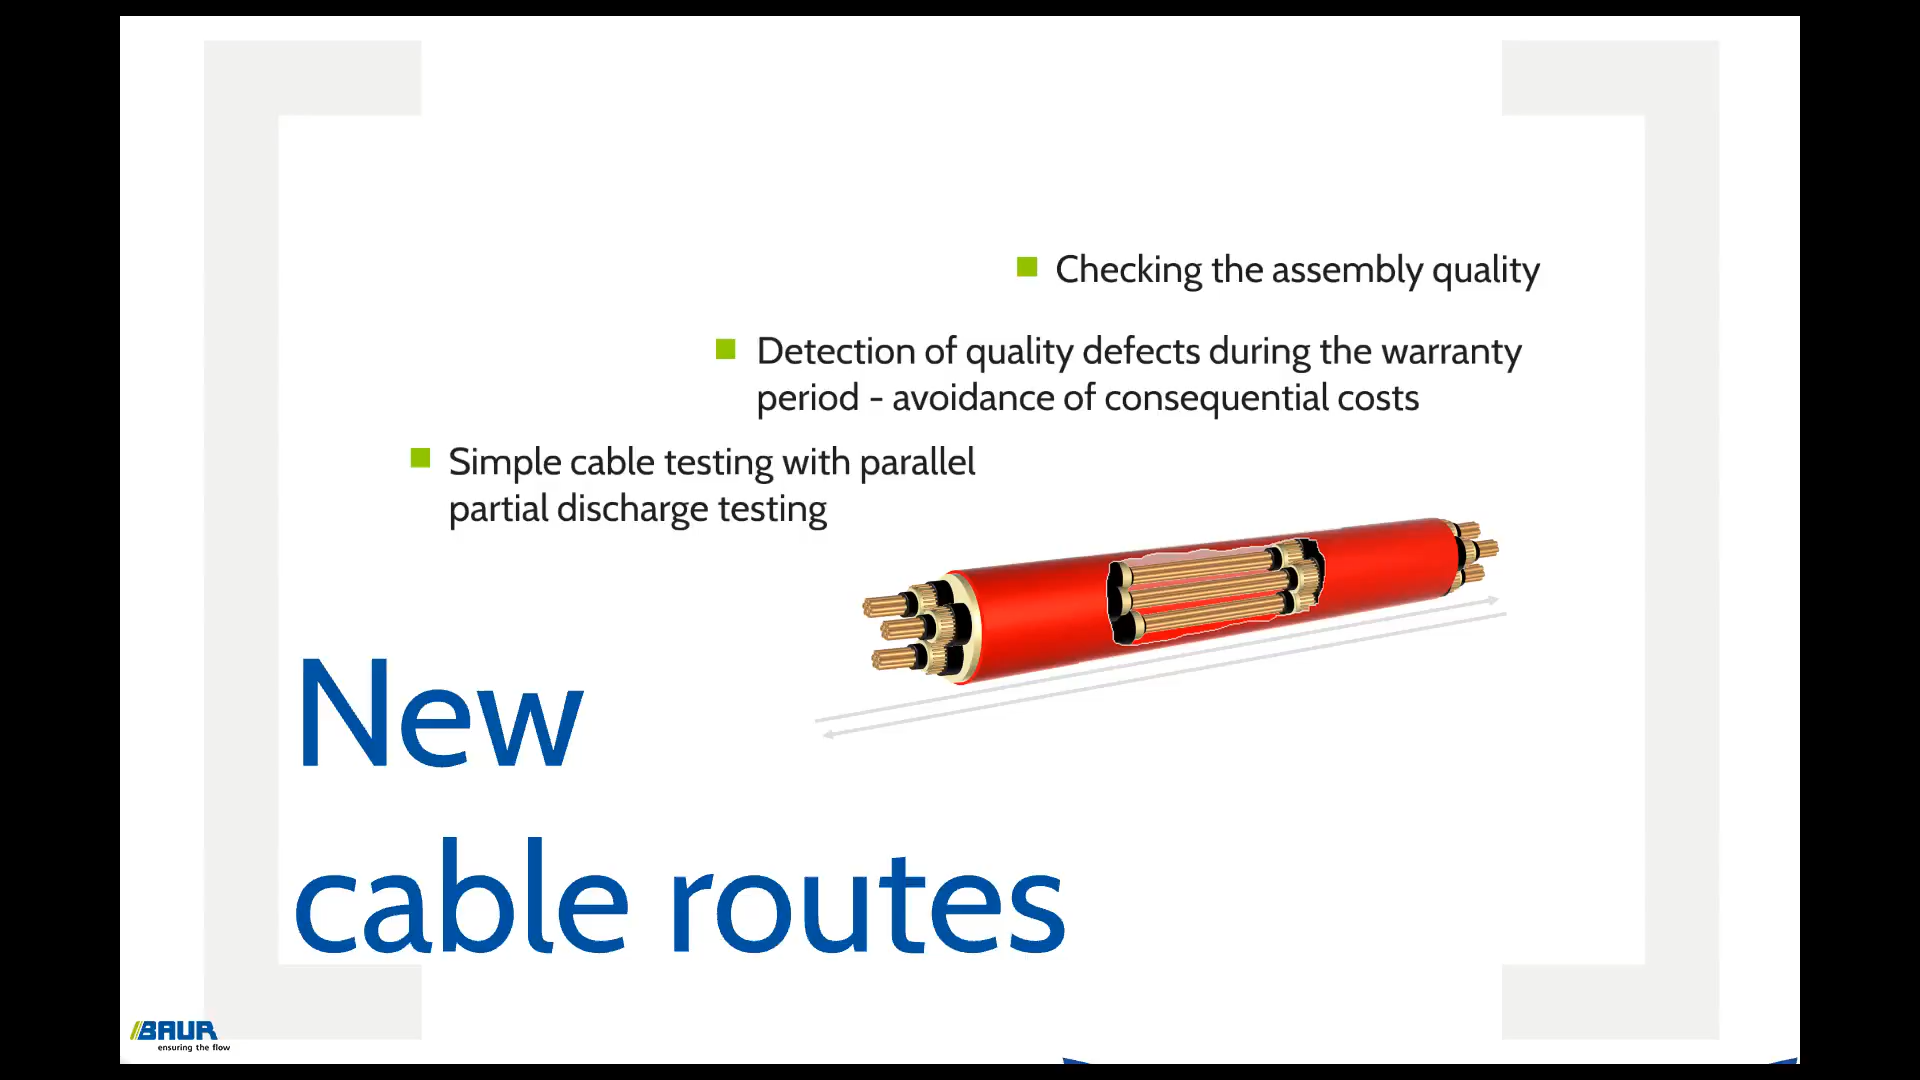 Checking the assembly quality
Detection of quality defects during the warranty
period - avoidance of consequential costs
Simple cable testing with parallel
partial discharge testing
New
cable routes
BAUR
ensuring the flow